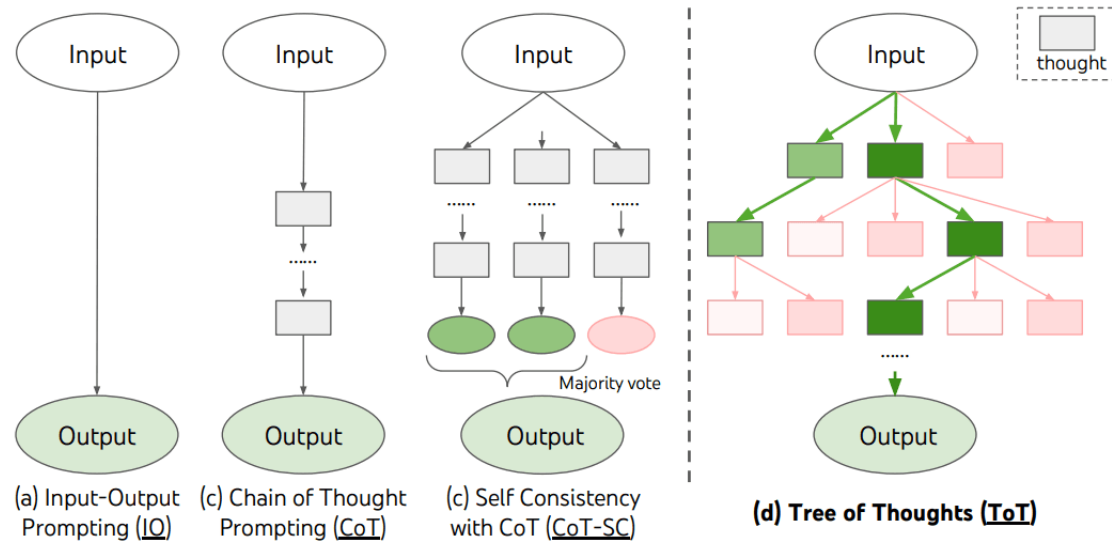 Input
Input
Input
Input
thought
......
......
......
......
......
Majority vote
Output
Output
Output
Output
(a) Input-Output
Prompting (IO)
(c) Chain of Thought
Prompting (CoT)
(c) Self Consistency
with CoT (CoT-SC)
(d) Tree of Thoughts (ToT)